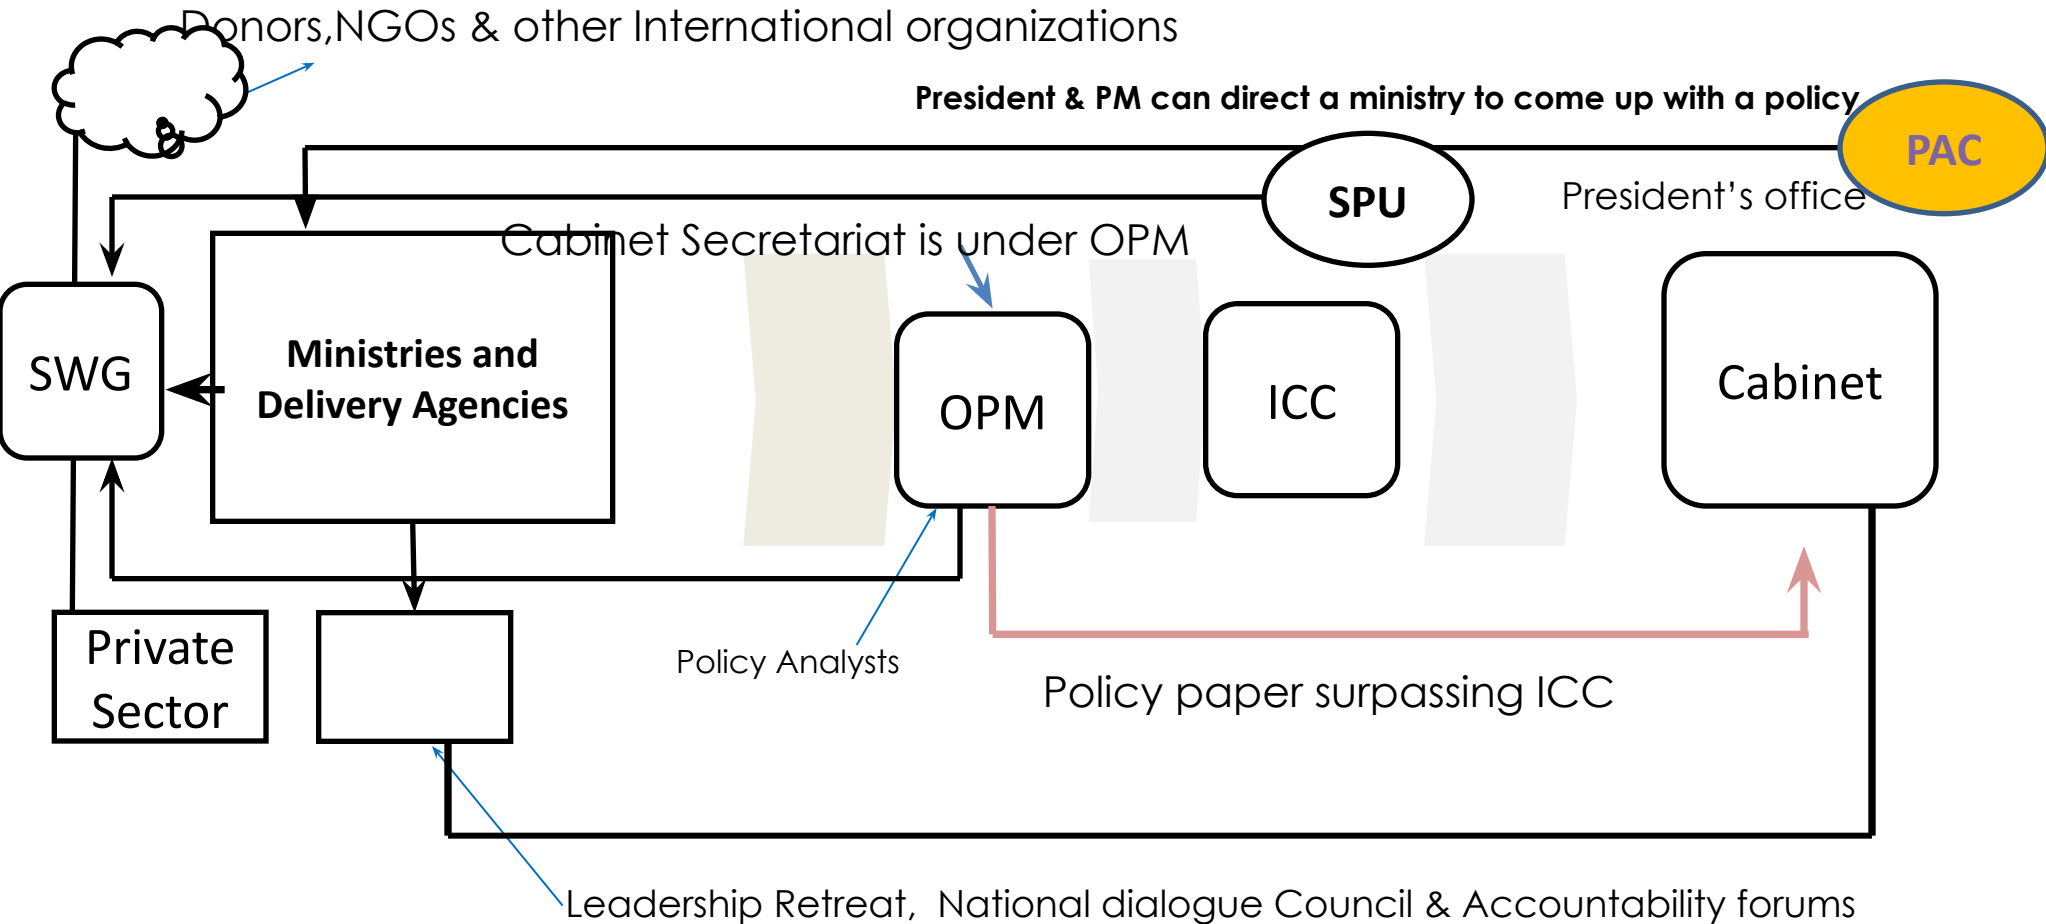 Donors,NGOs & other International organizations
President & PM can direct a ministry to come up with a policy
PAC
SPU
President’s office
Cabinet Secretariat is under OPM
SWG
Ministries and
Delivery Agencies
OPM
ICC
Cabinet
Private
Sector
Policy Analysts
Policy paper surpassing ICC
Leadership Retreat, National dialogue Council & Accountability forums